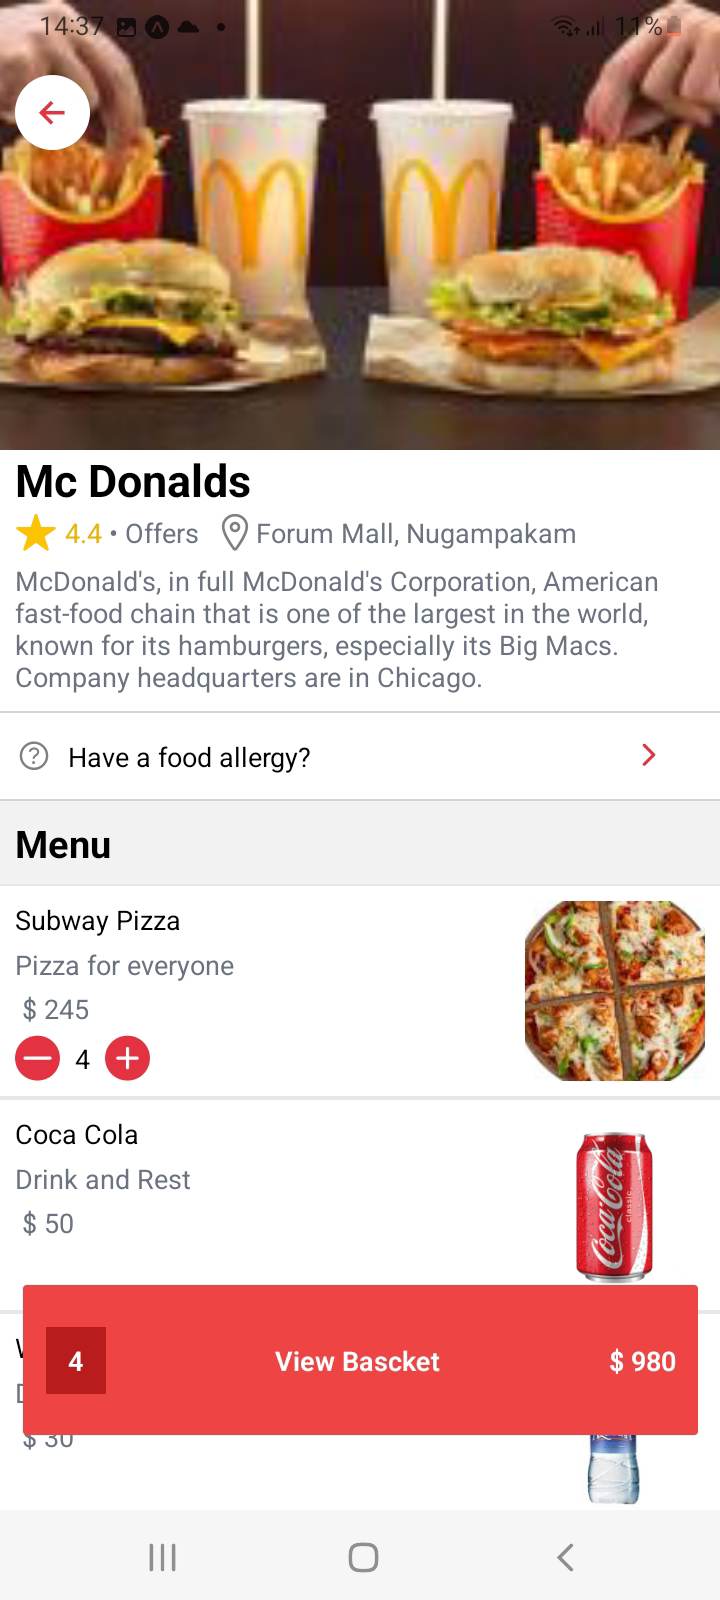 14:37
11%
Mc Donalds
4.4 • Offers Forum Mall, Nugampakam
McDonald's, in full McDonald's Corporation, American
fast-food chain that is one of the largest in the world,
known for its hamburgers, especially its Big Macs.
Company headquarters are in Chicago.
Have a food allergy?
Menu
Subway Pizza
Pizza for everyone
$ 245
4
Coca Cola
Drink and Rest
$ 50
Coca-Cola
classic
4 View Bascket $ 980
$ 30